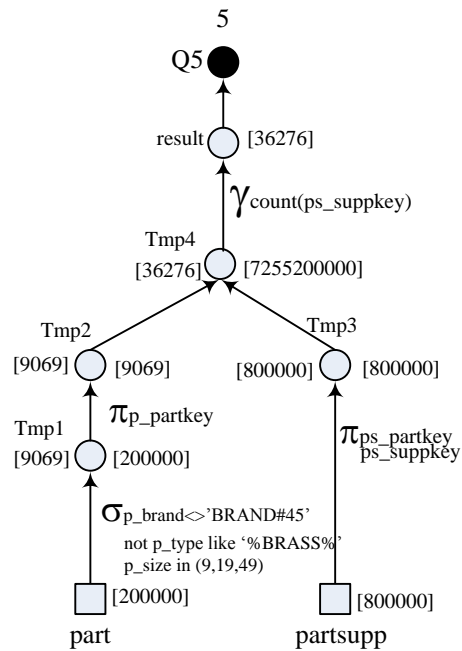 5
Q5
result [36276]
γcount(ps_suppkey)
Tmp4
[36276] [7255200000]
Tmp2 Tmp3
[9069] [9069] [800000] [800000]
πp_partkey πps_partkey
ps_suppkey
Tmp1
[9069] [200000]
σp_brand<>'BRAND#45'
not p_type like ‘%BRASS%’
p_size in (9,19,49)
[200000] [800000]
part partsupp